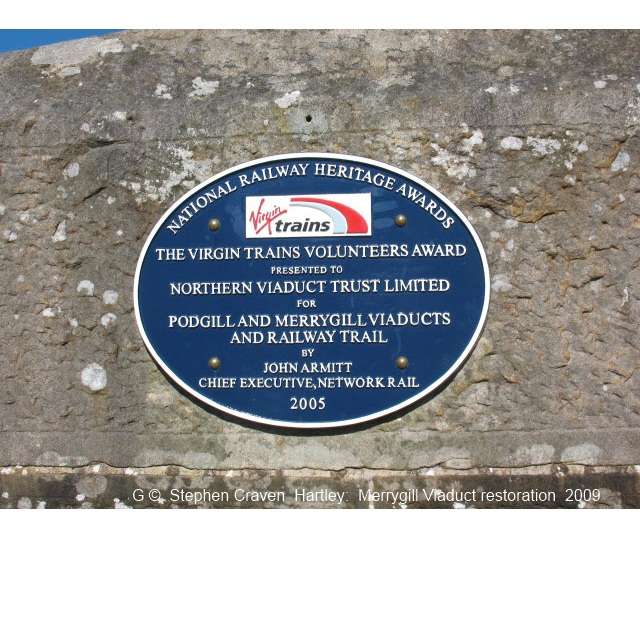 NATIONAL RAILWAY HERITAGE AWARDS
Virgin trains
THE VIRGIN TRAINS VOLUNTEERS AWARD
PRESENTED TO
NORTHERN VIADUCT TRUST LIMITED
FOR
PODGILL AND MERRYGILL VIADUCTS
AND RAILWAY TRAIL
BY
JOHN ARMITT
CHIEF EXECUTIVE, NETWORK RAIL
2005
G © Stephen Craven Hartley: Merrygill Viaduct restoration 2009